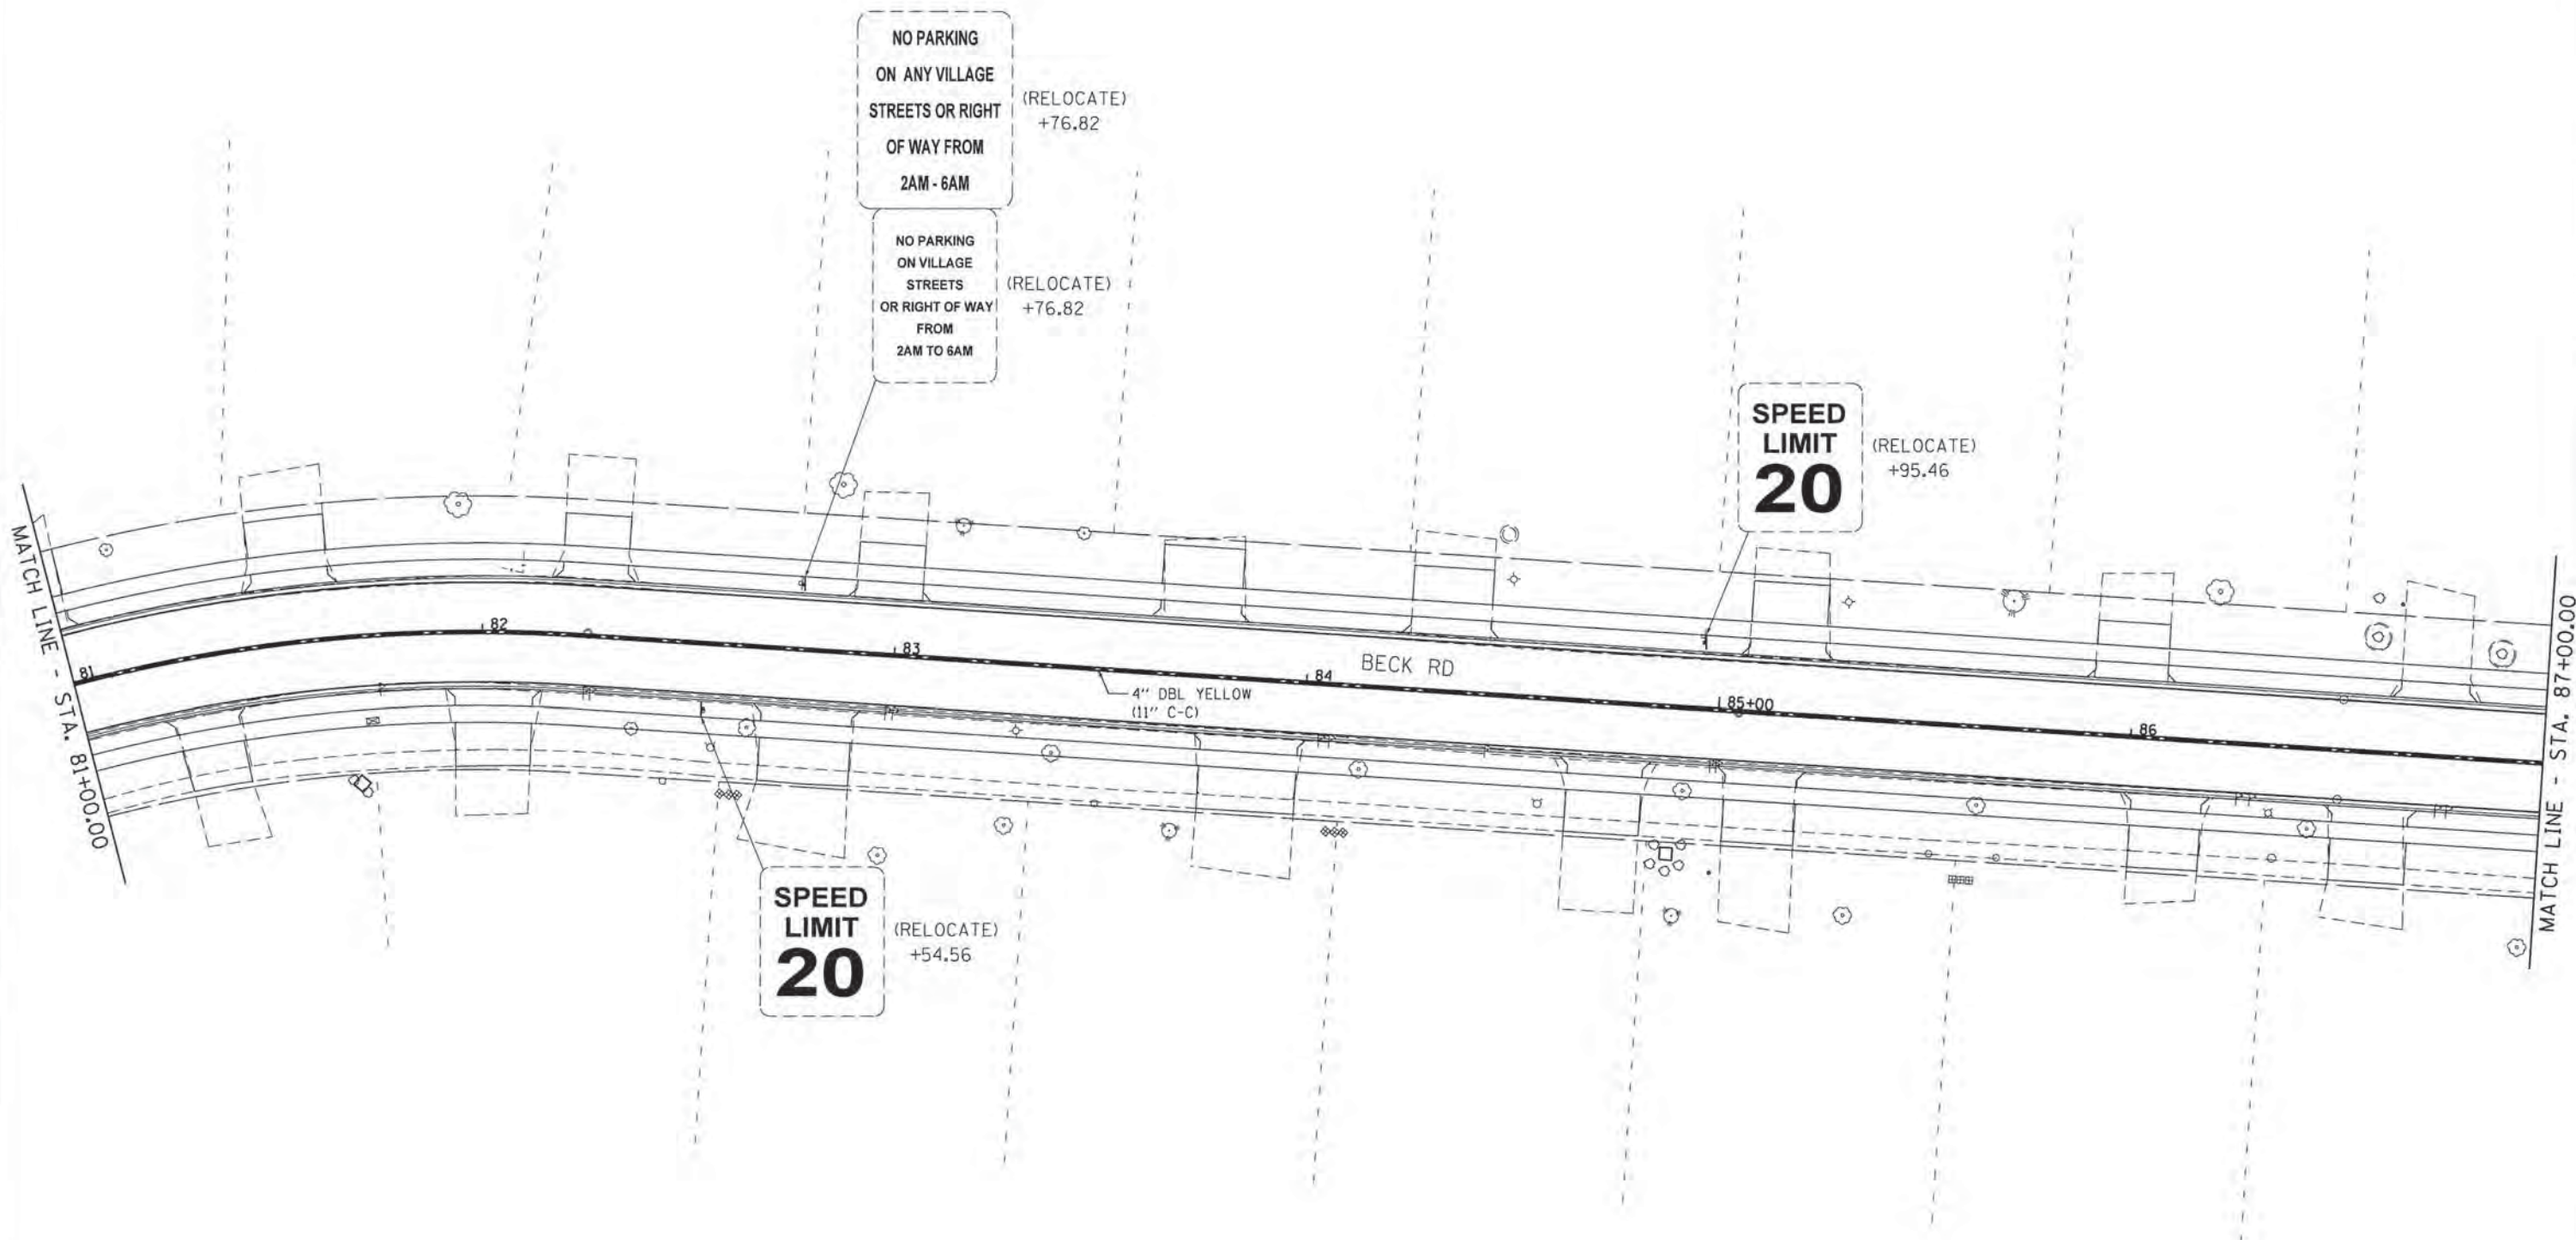 NO PARKING
ON ANY VILLAGE
STREETS OR RIGHT
OF WAY FROM
2AM - 6AM
(RELOCATE)
+76.82
NO PARKING
ON VILLAGE
STREETS
OR RIGHT OF WAY
FROM
2AM TO 6AM
(RELOCATE)
+76.82
SPEED
LIMIT
20
(RELOCATE)
+95.46
MATCH LINE - STA. 81+00.00
81
82
83
84
BECK RD
85+00
86
4" DBL YELLOW
(11" C-C)
MATCH LINE - STA. 87+00.00
SPEED
LIMIT
20
(RELOCATE)
+54.56